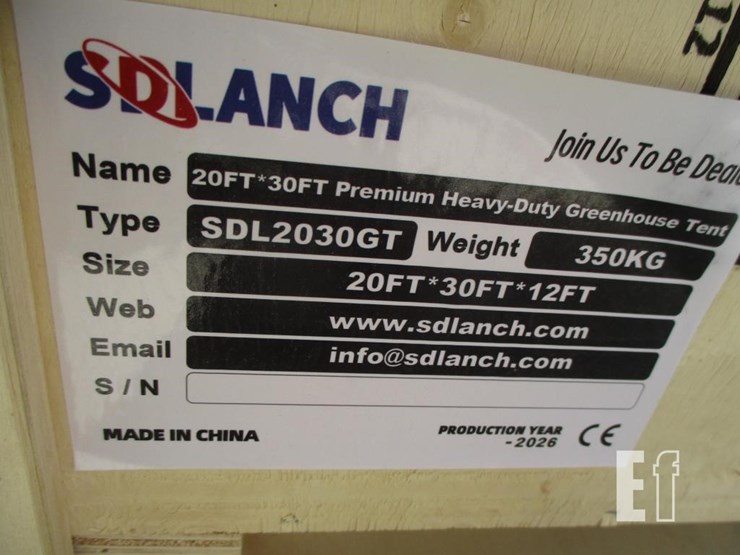 SDLANCH
Join Us To Be
Name 20FT*30FT Premium Heavy-Duty Greenhouse Tent
Type SDL2030GT Weight 350KG
Size 20FT*30FT*12FT
Web www.sdlanch.com
Email info@sdlanch.com
S/N
MADE IN CHINA
PRODUCTION YEAR
-2026
CE
Ef